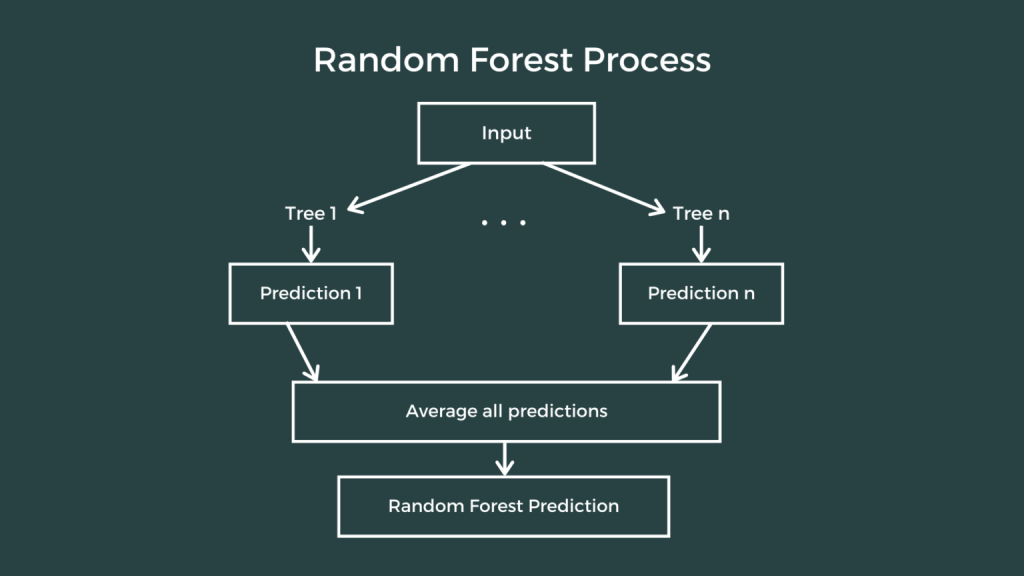 Random Forest Process
Input
Tree 1
. . .
Tree n
Prediction 1
Prediction n
Average all predictions
Random Forest Prediction